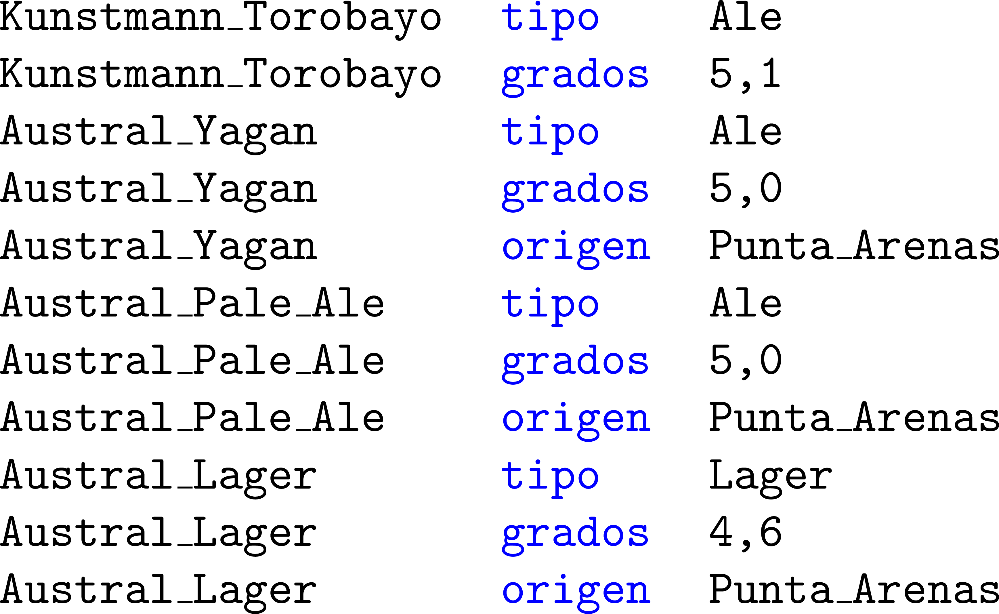 Kunstmann_Torobayo tipo Ale
Kunstmann_Torobayo grados 5,1
Austral_Yagan tipo Ale
Austral_Yagan grados 5,0
Austral_Yagan origen Punta_Arenas
Austral_Pale_Ale tipo Ale
Austral_Pale_Ale grados 5,0
Austral_Pale_Ale origen Punta_Arenas
Austral_Lager tipo Lager
Austral_Lager grados 4,6
Austral_Lager origen Punta_Arenas